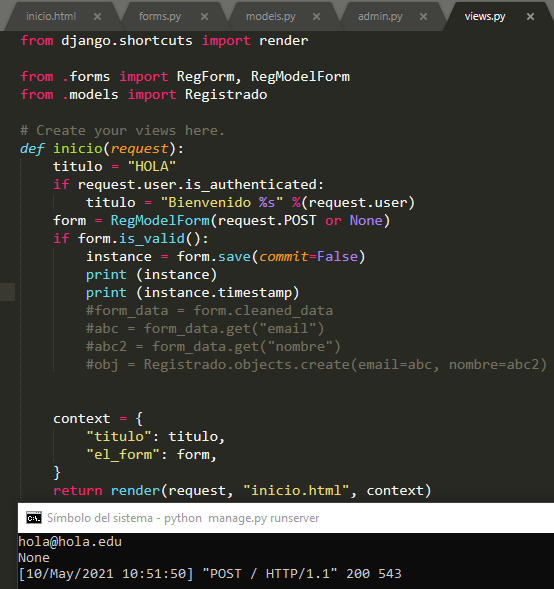 inicio.html × forms.py × models.py × admin.py × views.py ×
from django.shortcuts import render
from .forms import RegForm, RegModelForm
from .models import Registrado
# Create your views here.
def inicio(request):
    titulo = "HOLA"
    if request.user.is_authenticated:
        titulo = "Bienvenido %s" %(request.user)
    form = RegModelForm(request.POST or None)
    if form.is_valid():
        instance = form.save(commit=False)
        print (instance)
        print (instance.timestamp)
        #form_data = form.cleaned_data
        #abc = form_data.get("email")
        #abc2 = form_data.get("nombre")
        #obj = Registrado.objects.create(email=abc, nombre=abc2)
    context = {
        "titulo": titulo,
        "el_form": form,
    }
    return render(request, "inicio.html", context)
C:\. Símbolo del sistema - python manage.py runserver
hola@hola.edu
None
[10/May/2021 10:51:50] "POST / HTTP/1.1" 200 543